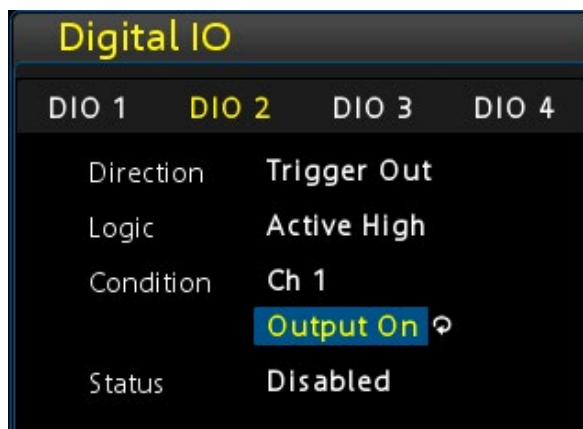 Digital IO
DIO 1 DIO 2 DIO 3 DIO 4
Direction Trigger Out
Logic Active High
Condition Ch 1
Output On
Status Disabled